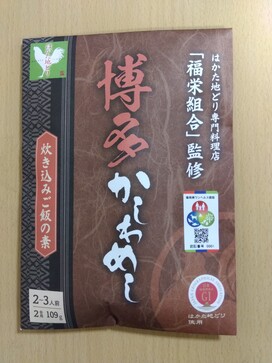 はかた地どり専門料理店
「福栄組合」監修
博多
かしわめし
炊き込みご飯の素
2~3人前
2合用 109g
GI
はかた地どり
使用